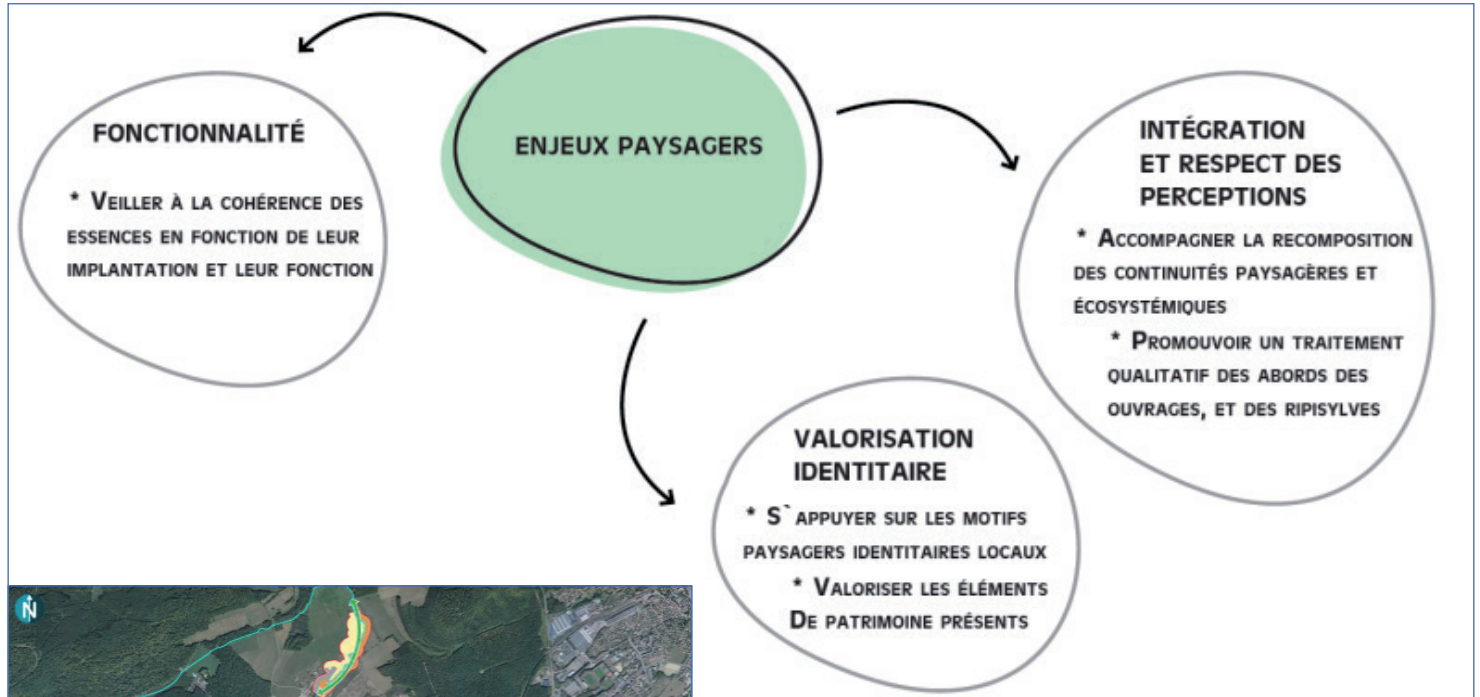 ENJEUX PAYSAGERS
FONCTIONNALITÉ
* VEILLER À LA COHÉRENCE DES
ESSENCES EN FONCTION DE LEUR
IMPLANTATION ET LEUR FONCTION
INTÉGRATION
ET RESPECT DES
PERCEPTIONS
* ACCOMPAGNER LA RECOMPOSITION
DES CONTINUITÉS PAYSAGÈRES ET
ÉCOSYSTÉMIQUES
* PROMOUVOIR UN TRAITEMENT
QUALITATIF DES ABORDS DES
OUVRAGES, ET DES RIPISYLVES
VALORISATION
IDENTITAIRE
* S`APPUYER SUR LES MOTIFS
PAYSAGERS IDENTITAIRES LOCAUX
* VALORISER LES ÉLÉMENTS
DE PATRIMOINE PRÉSENTS
N